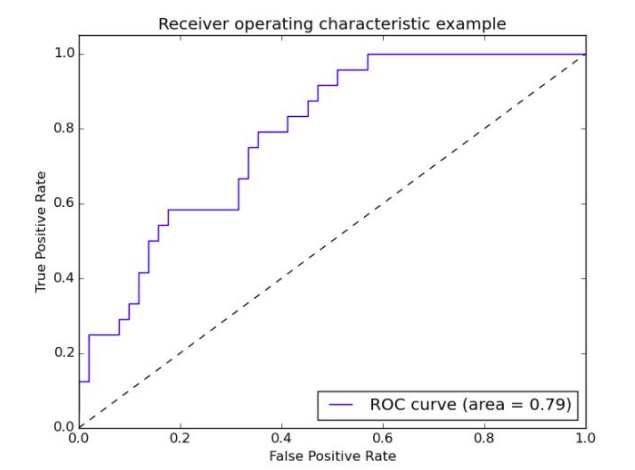 Receiver operating characteristic example
True Positive Rate
1.0
0.8
0.6
0.4
0.2
0.0
ROC curve (area = 0.79)
0.0 0.2 0.4 0.6 0.8 1.0
False Positive Rate